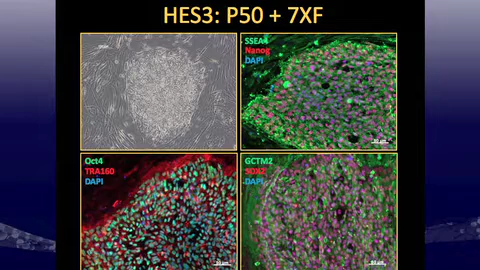 HES3: P50 + 7XF
SSEA4
Nanog
DAPI
Oct4
TRA160
DAPI
GCTM2
SOX2
DAPI